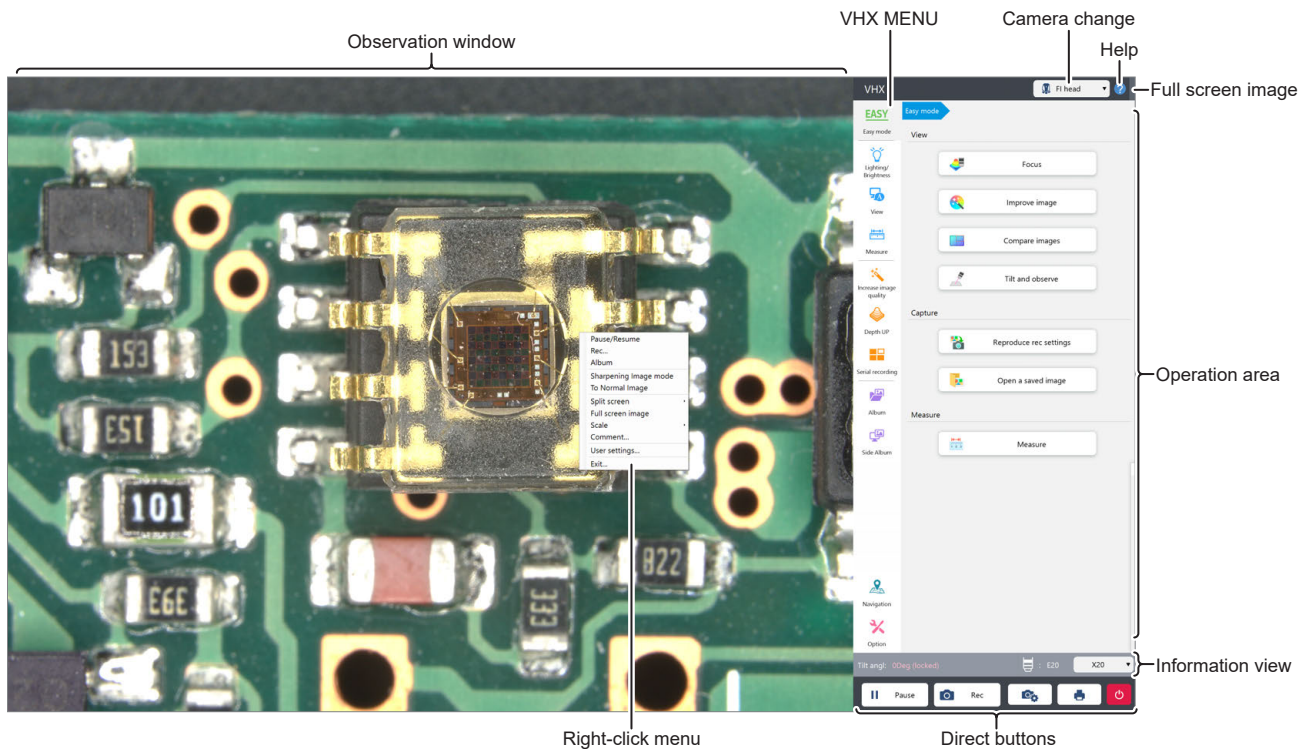 VHX MENU
Camera change
Observation window
Help
Full screen image
VHX
FI head
?
EASY
Easy mode
Easy mode
View
Lighting/
Brightness
Focus
View
Improve image
Measure
Compare images
Increase image
quality
Tilt and observe
Depth UP
Capture
Serial recording
Reproduce rec settings
Album
Open a saved image
Side Album
Measure
Measure
Navigation
Option
Operation area
Pause/Resume
Rec...
Album
Sharpening Image mode
To Normal Image
Split screen
Full screen image
Scale
Comment...
User settings...
Exit...
153
153
101
393
333
822
Tilt angl: 0Deg (locked)
: E20
X20
Information view
Pause
Rec
Right-click menu
Direct buttons